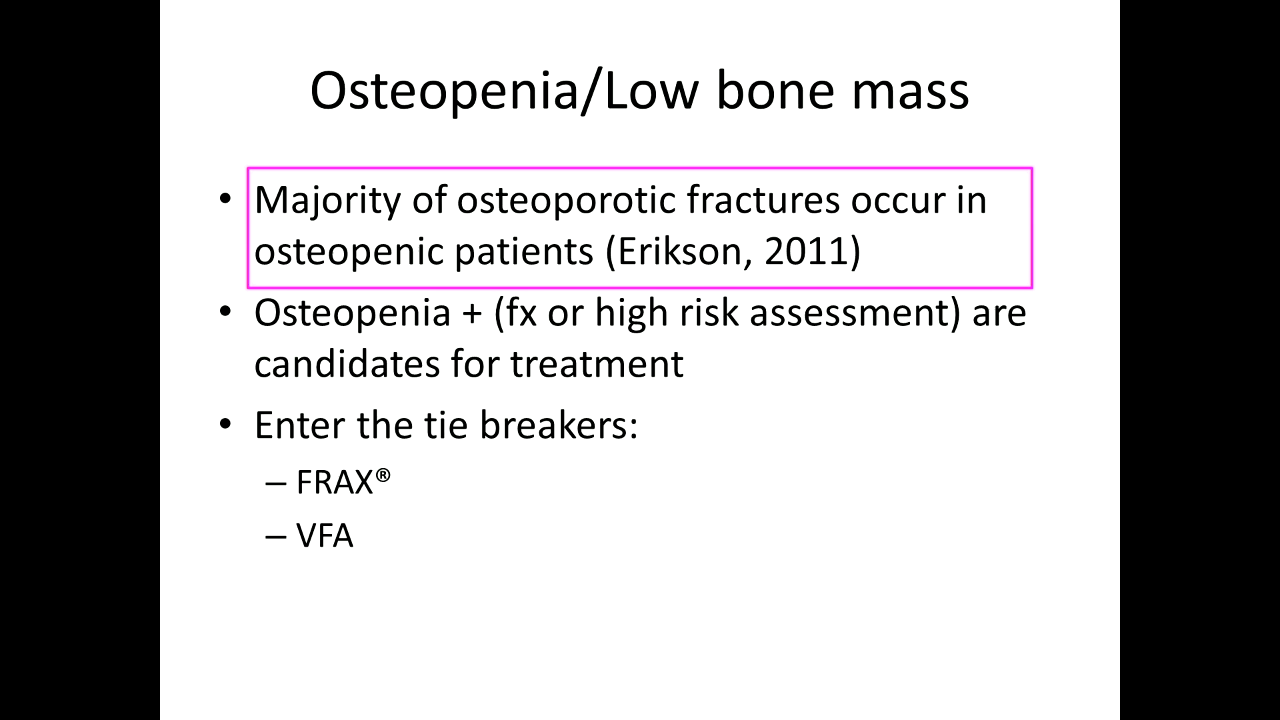 Osteopenia/Low bone mass
• Majority of osteoporotic fractures occur in
osteopenic patients (Erikson, 2011)
• Osteopenia + (fx or high risk assessment) are
candidates for treatment
• Enter the tie breakers:
– FRAX®
– VFA